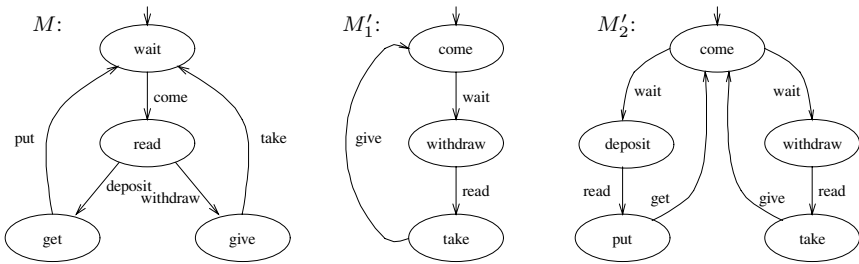 M:
wait
come
put
take
read
deposit
withdraw
get
give
M′₁:
come
wait
give
withdraw
read
take
M′₂:
come
wait
wait
deposit
withdraw
read
get
give
read
put
take